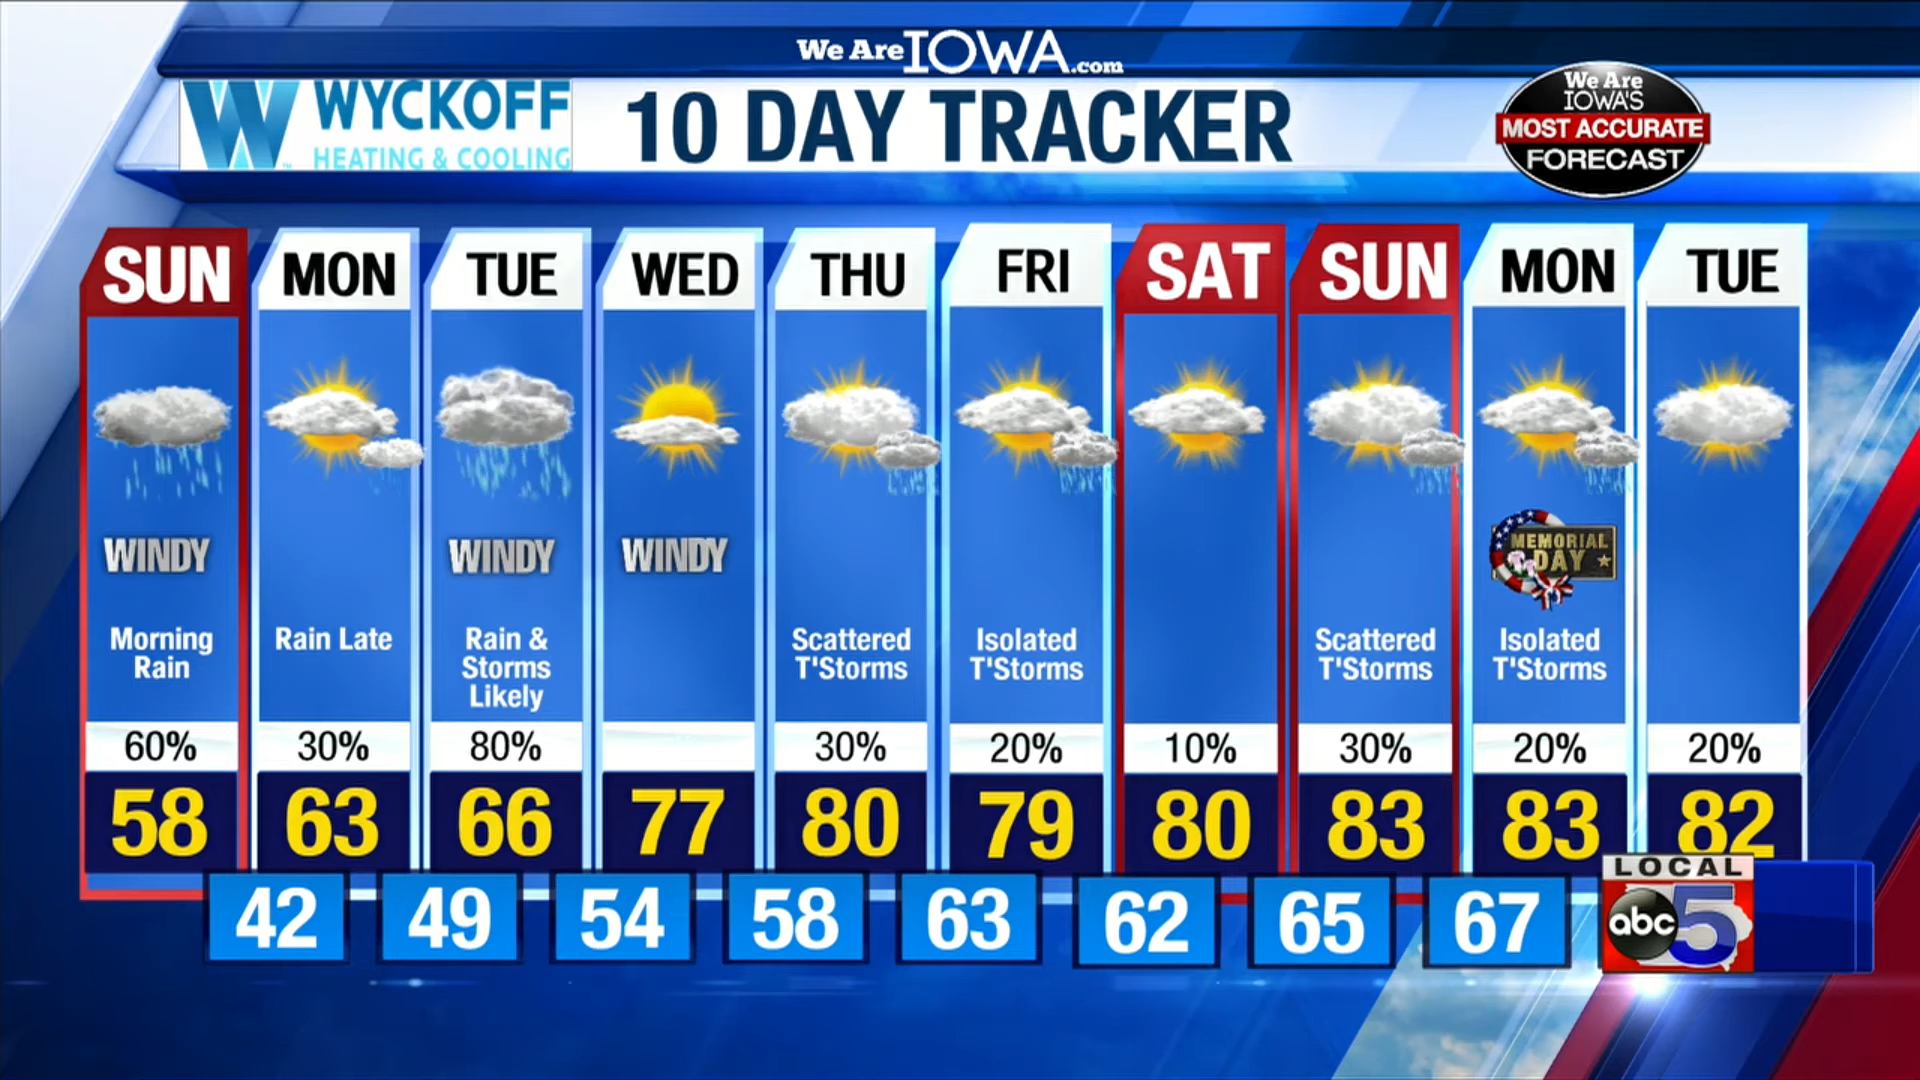 We Are IOWA.com
WYCKOFF
HEATING & COOLING
10 DAY TRACKER
We Are
IOWA'S
MOST ACCURATE
FORECAST
SUN MON TUE WED THU FRI SAT SUN MON TUE
WINDY WINDY WINDY
MEMORIAL
DAY
Morning
Rain
Rain Late
Rain &
Storms
Likely
Scattered
T'Storms
Isolated
T'Storms
Scattered
T'Storms
Isolated
T'Storms
60% 30% 80% 30% 20% 10% 30% 20% 20%
58 63 66 77 80 79 80 83 83 82
42 49 54 58 63 62 65 67
LOCAL
abc 5